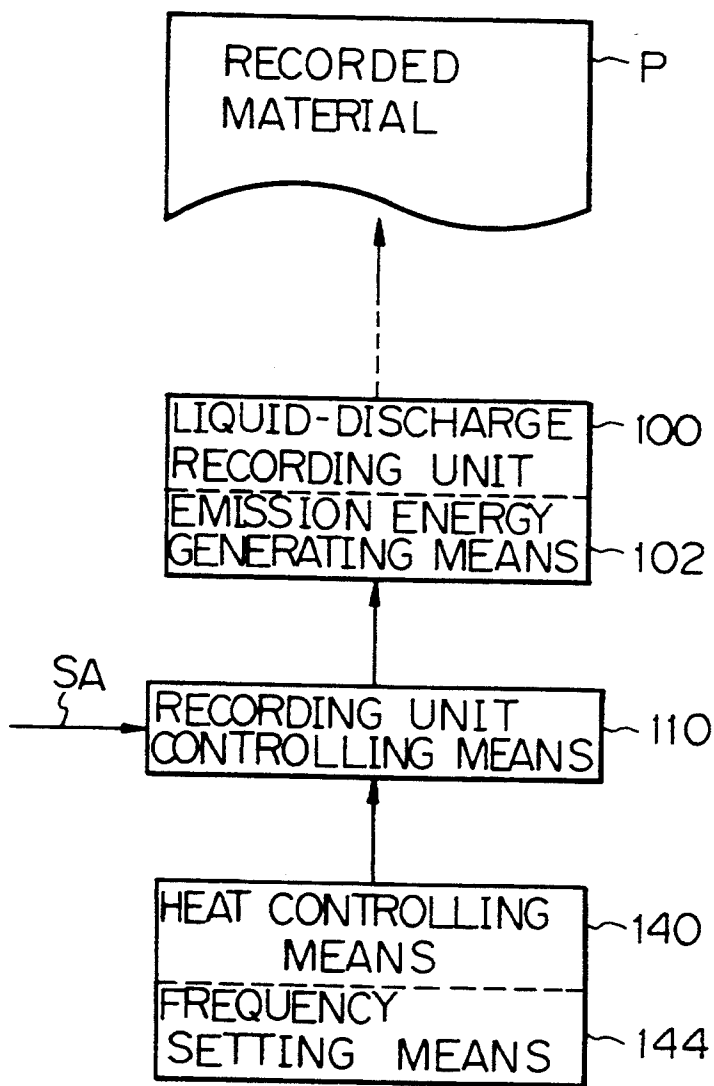 RECORDED
MATERIAL
P
LIQUID-DISCHARGE
RECORDING UNIT
100
EMISSION ENERGY
GENERATING MEANS
102
SA
RECORDING UNIT
CONTROLLING MEANS
110
HEAT CONTROLLING
MEANS
140
FREQUENCY
SETTING MEANS
144